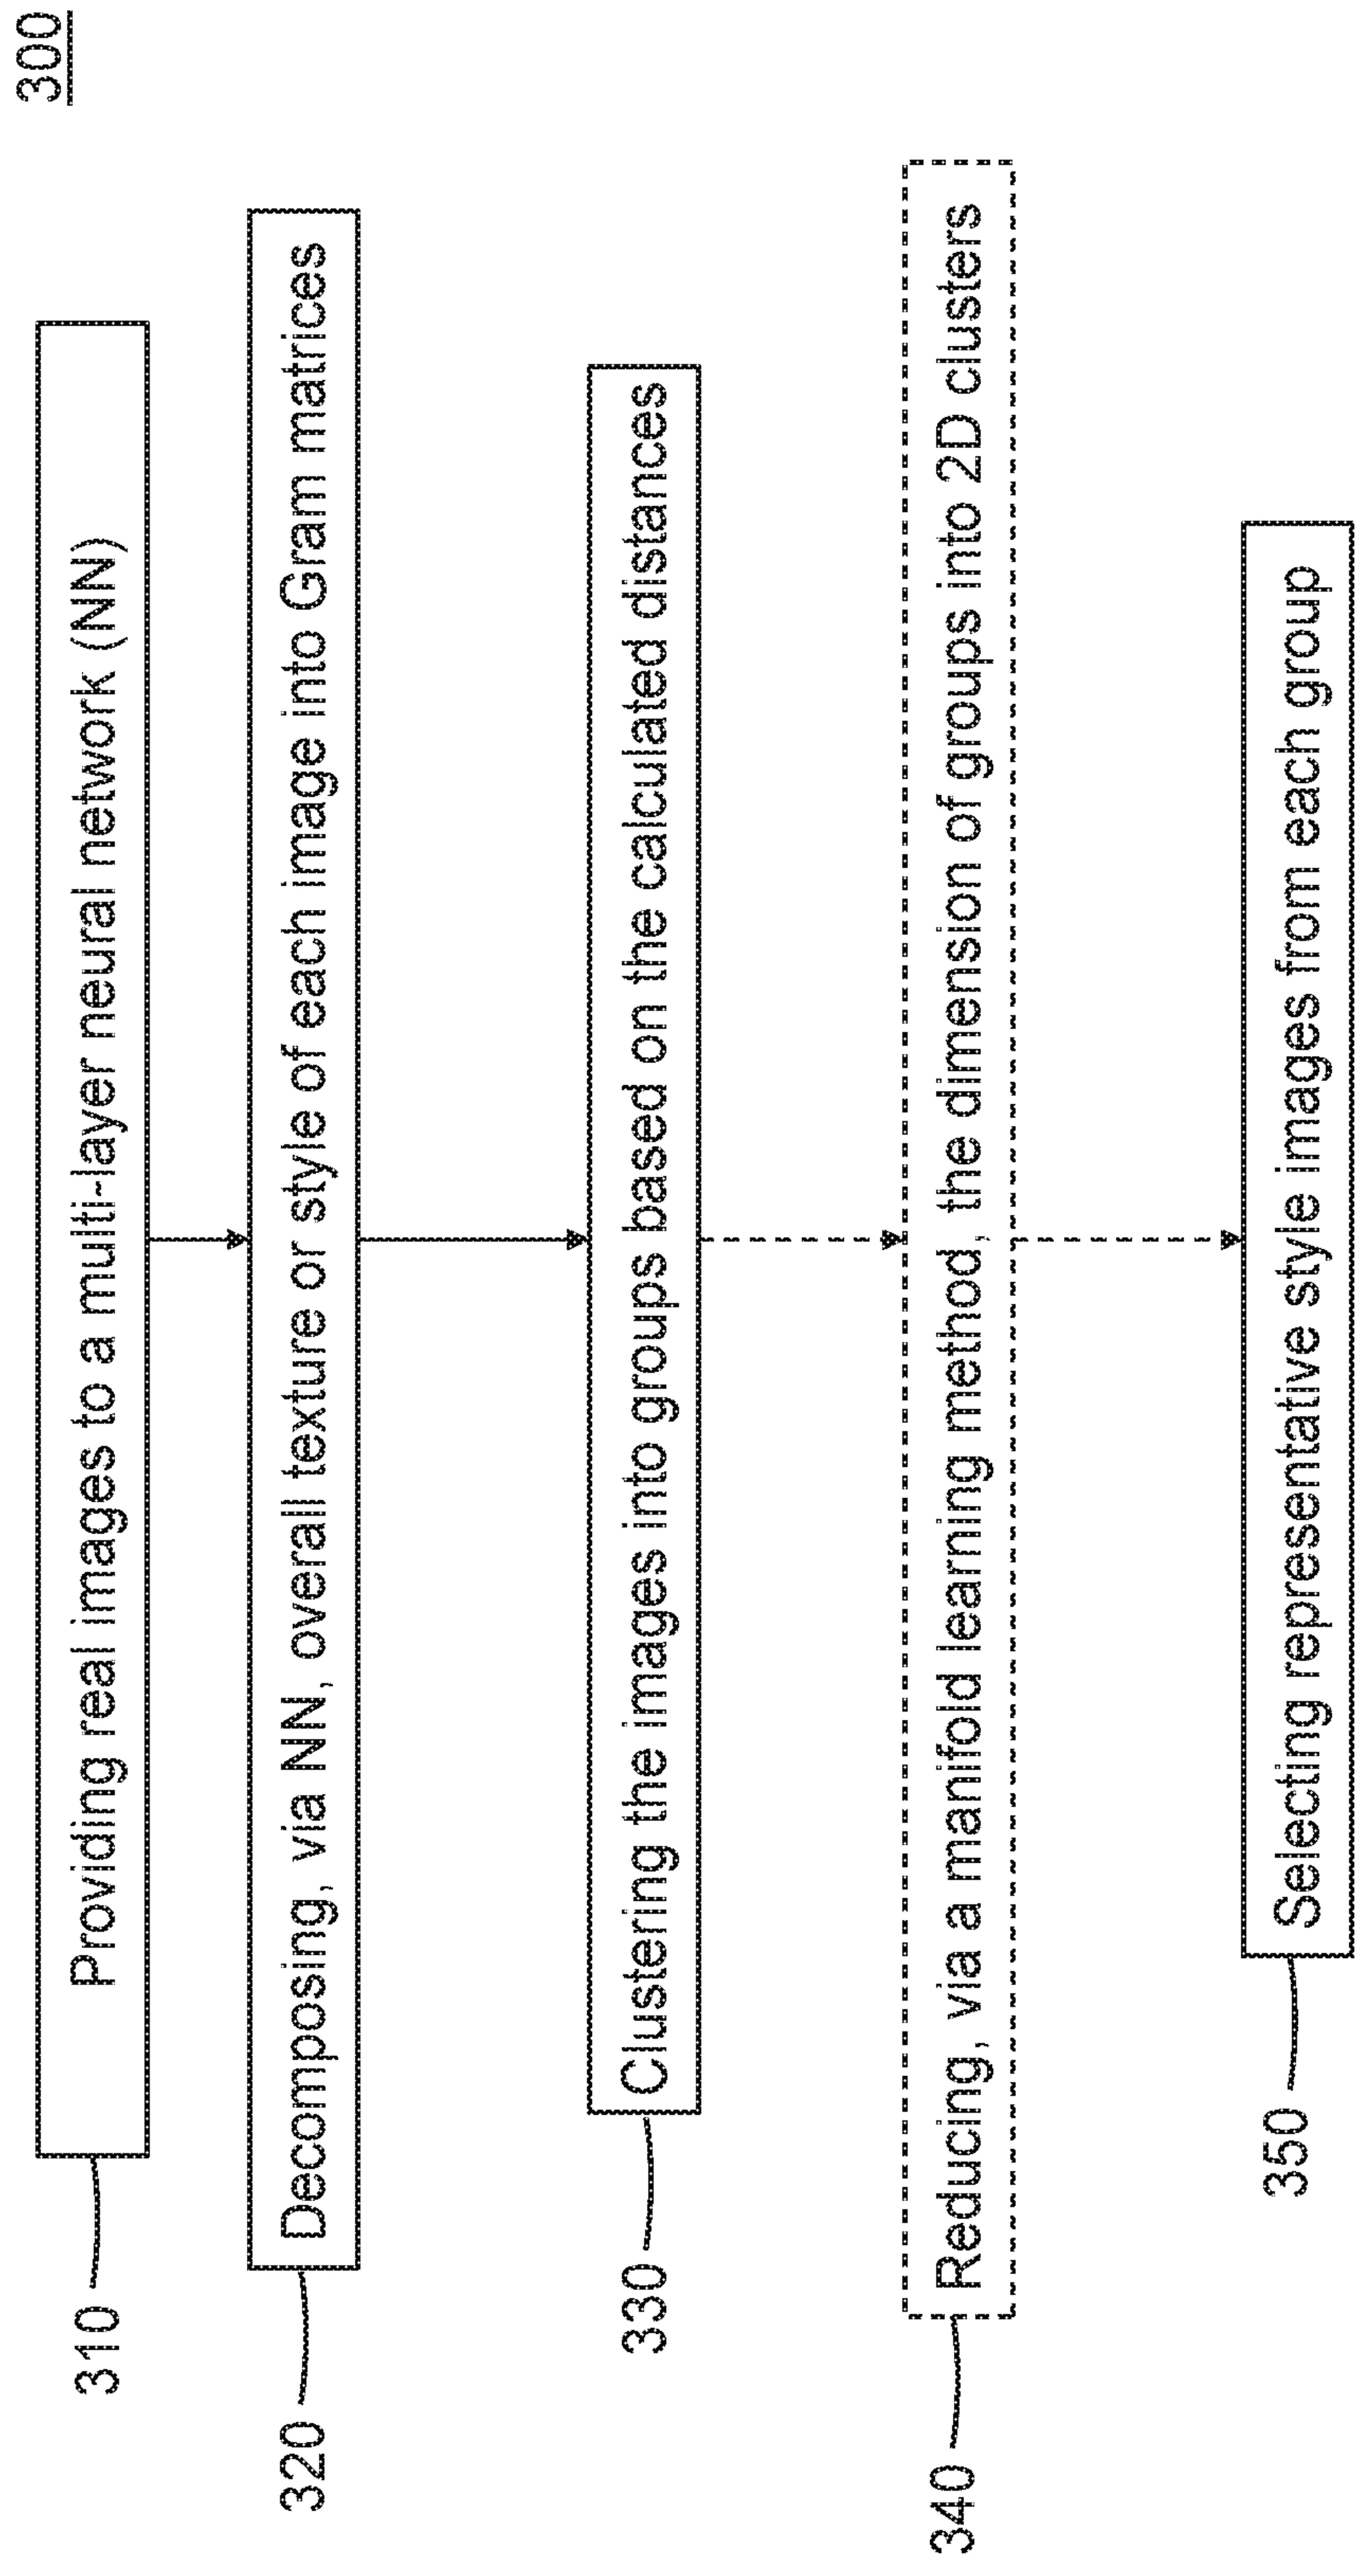 300
310
Providing real images to a multi-layer neural network (NN)
320
Decomposing, via NN, overall texture or style of each image into Gram matrices
330
Clustering the images into groups based on the calculated distances
340
Reducing, via a manifold learning method, the dimension of groups into 2D clusters
350
Selecting representative style images from each group